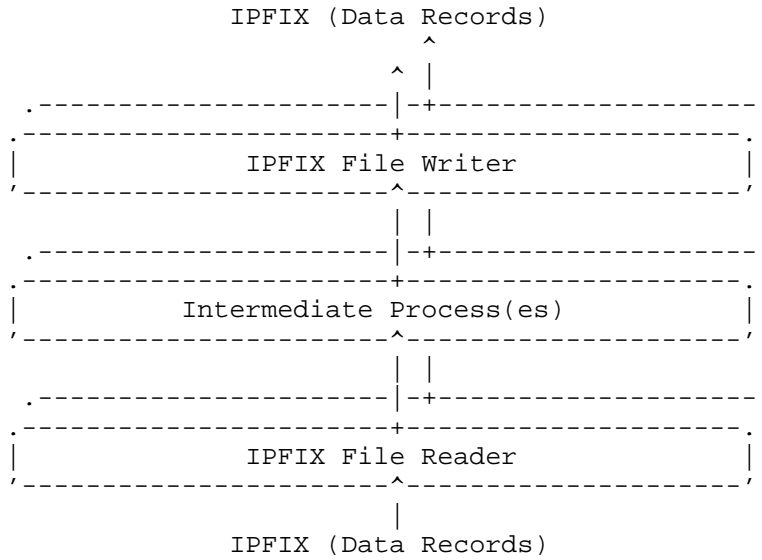 IPFIX (Data Records)
IPFIX File Writer
Intermediate Process(es)
IPFIX File Reader
IPFIX (Data Records)